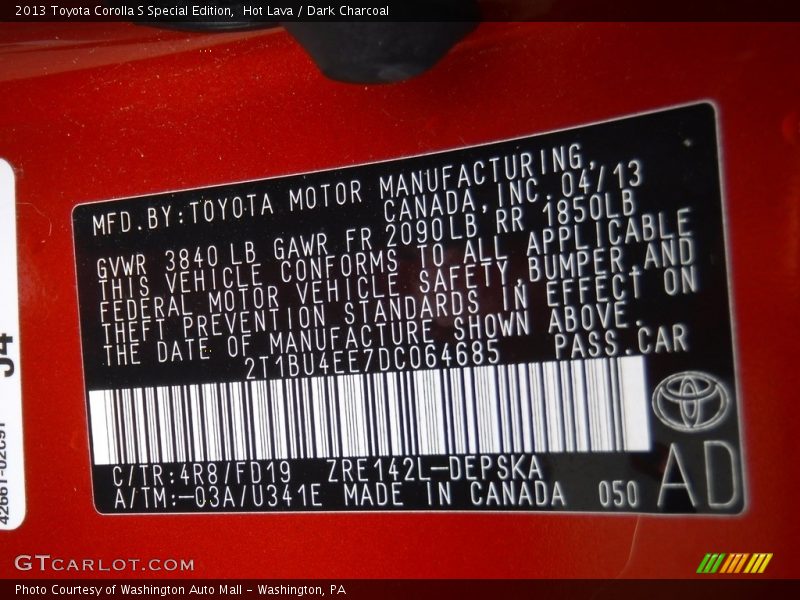 2013 Toyota Corolla S Special Edition,  Hot Lava / Dark Charcoal
MFD.BY:TOYOTA MOTOR MANUFACTURING,
CANADA,INC.04/13
GVWR 3840 LB GAWR FR 2090LB RR 1850LB
THIS VEHICLE CONFORMS TO ALL APPLICABLE
FEDERAL MOTOR VEHICLE SAFETY,BUMPER,AND
THEFT PREVENTION STANDARDS IN EFFECT ON
THE DATE OF MANUFACTURE SHOWN ABOVE.
2T1BU4EE7DC064685 PASS.CAR
C/TR:4R8/FD19 ZRE142L-DEPSKA
A/TM:-03A/U341E MADE IN CANADA 050 AD
GTCARLOT.COM
Photo Courtesy of Washington Auto Mall - Washington, PA